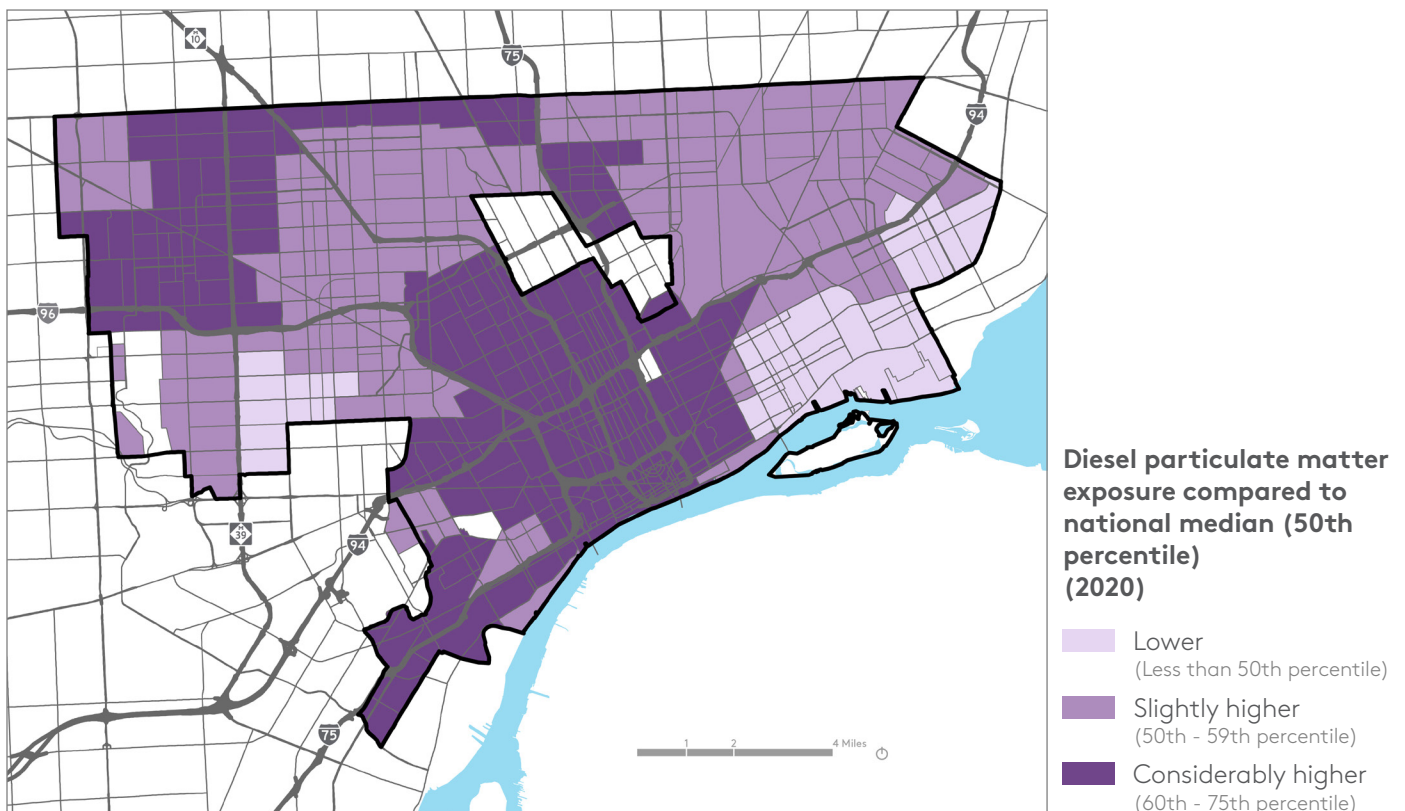 M
10
75
94
96
Diesel particulate matter
exposure compared to
national median (50th
percentile)
(2020)
M
39
94
Lower
(Less than 50th percentile)
Slightly higher
(50th - 59th percentile)
75
1 2 4 Miles
Considerably higher
(60th - 75th percentile)